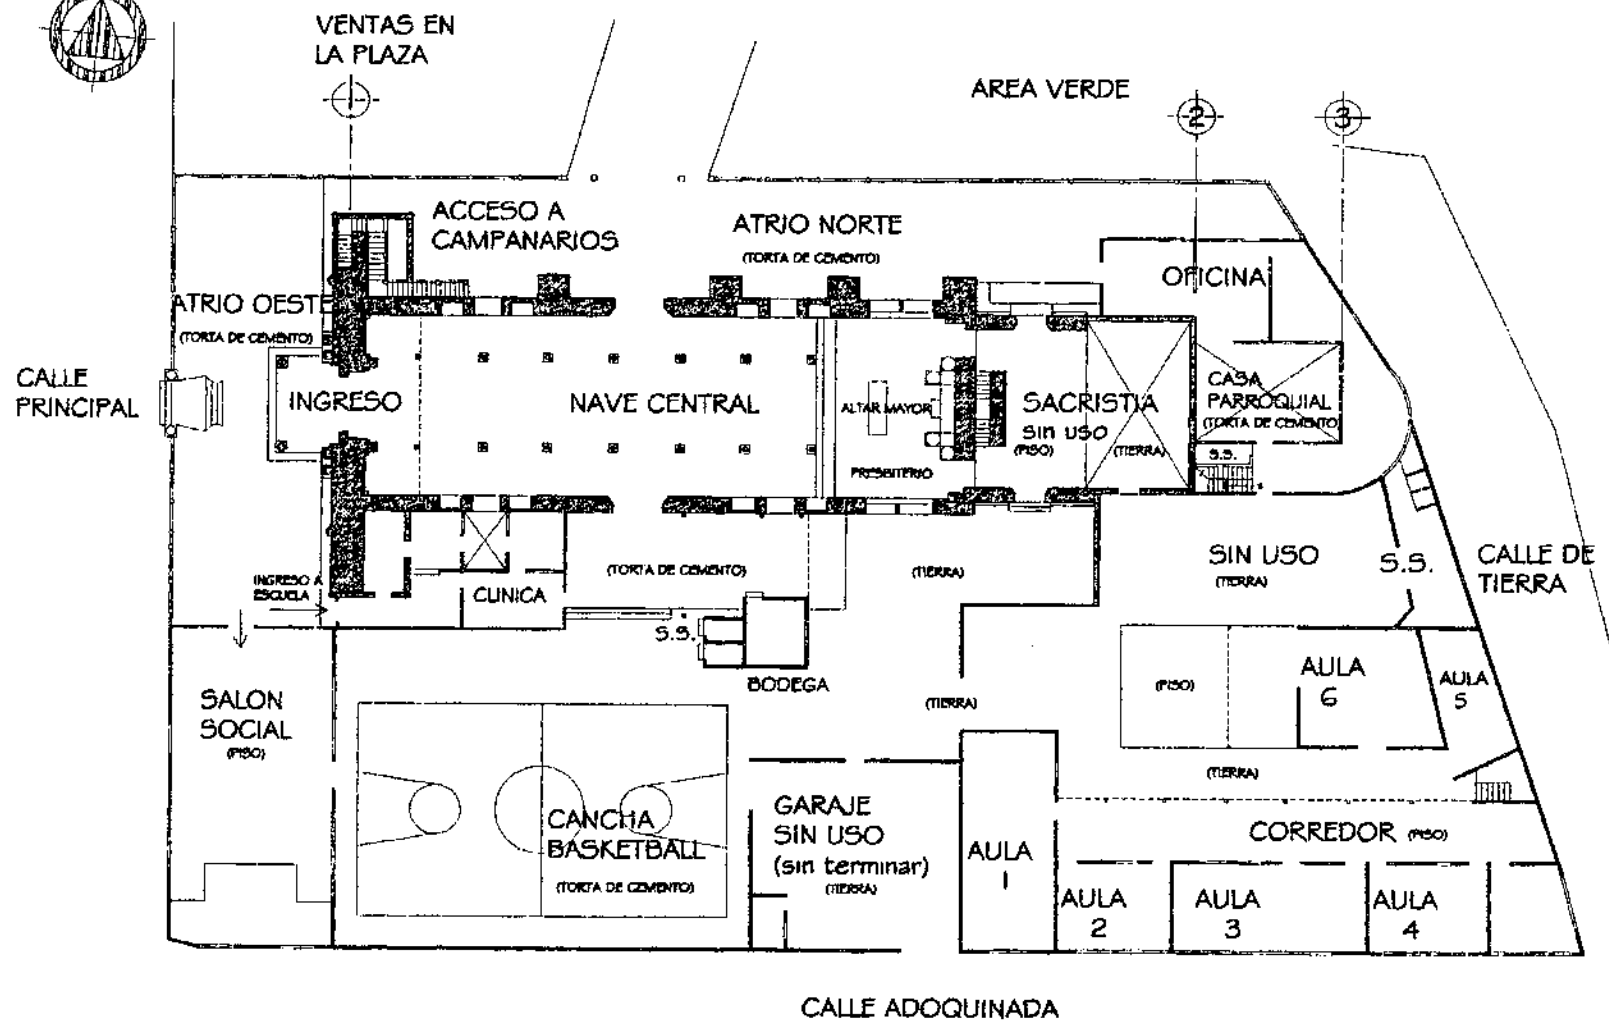 VENTAS EN
LA PLAZA
AREA VERDE
2
3
ACCESO A
CAMPANARIOS
ATRIO NORTE
(TORTA DE CEMENTO)
OFICINA
ATRIO OESTE
(TORTA DE CEMENTO)
CALLE
PRINCIPAL
INGRESO
NAVE CENTRAL
ALTAR MAYOR
PRESBITERIO
SACRISTIA
sin uso
(PISO)
(TIERRA)
CASA
PARROQUIAL
(TORTA DE CEMENTO)
S.S.
INGRESO A
ESCUELA
CLINICA
(TORTA DE CEMENTO)
(TIERRA)
SIN USO
(TIERRA)
S.S.
CALLE DE
TIERRA
S.S.
BODEGA
SALON
SOCIAL
(PISO)
(TIERRA)
(PISO)
AULA
6
AULA
5
(TIERRA)
CANCHA
BASKETBALL
(TORTA DE CEMENTO)
GARAJE
SIN USO
(sin terminar)
(TIERRA)
CORREDOR (PISO)
AULA
1
AULA
2
AULA
3
AULA
4
CALLE ADOQUINADA